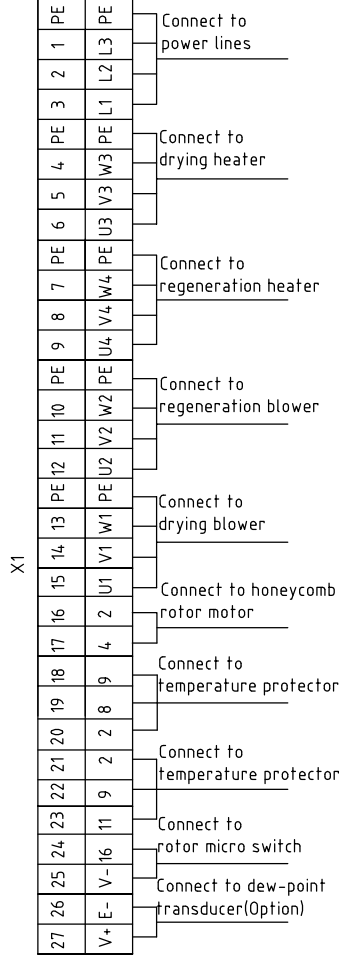 X1
PE PE
1 L3
2 L2
3 L1
Connect to
power lines
PE PE
4 W3
5 V3
6 U3
Connect to
drying heater
PE PE
7 W4
8 V4
9 U4
Connect to
regeneration heater
PE PE
10 W2
11 V2
12 U2
Connect to
regeneration blower
PE PE
13 W1
14 V1
15 U1
Connect to
drying blower
16 2
17 4
Connect to honeycomb
rotor motor
18 9
19 8
20 2
Connect to
temperature protector
21 2
22 9
23 11
Connect to
temperature protector
24 16
25 V-
Connect to
rotor micro switch
26 E-
27 V+
Connect to dew-point
transducer(Option)